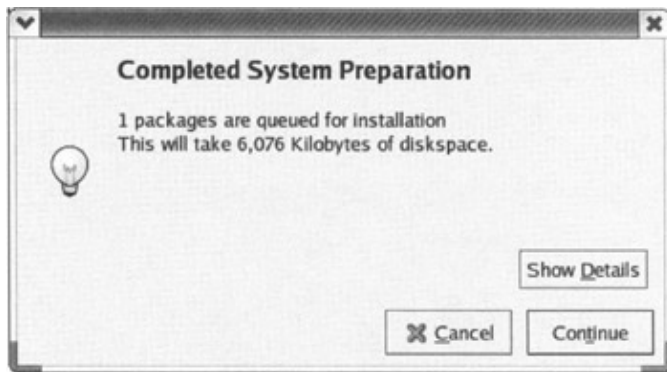 Completed System Preparation
1 packages are queued for installation
This will take 6,076 Kilobytes of diskspace.
Show Details
Cancel
Continue